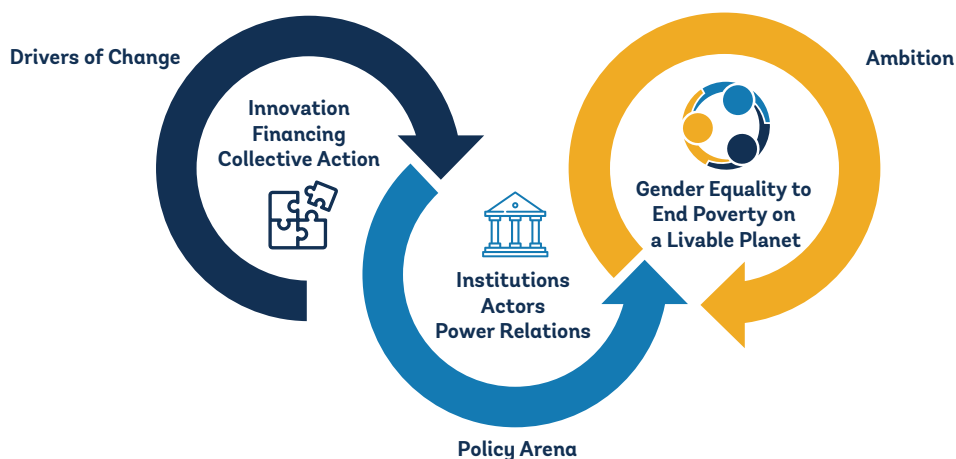 Drivers of Change
Innovation
Financing
Collective Action
Institutions
Actors
Power Relations
Policy Arena
Ambition
Gender Equality to
End Poverty on
a Livable Planet